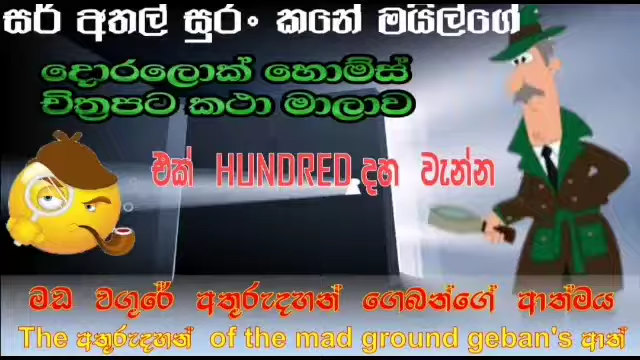 සර් අතල් සුරං කනේ මයිල්ගේ
දොරලොක් හොම්ස්
චිත්‍රපට කථා මාලාව
එක් HUNDRED දහ වැන්න
මඩ වගුරේ අතුරුදහන් ගෙබන්ගේ ආත්මය
The අතුරුදහන් of the mad ground geban's ආත්